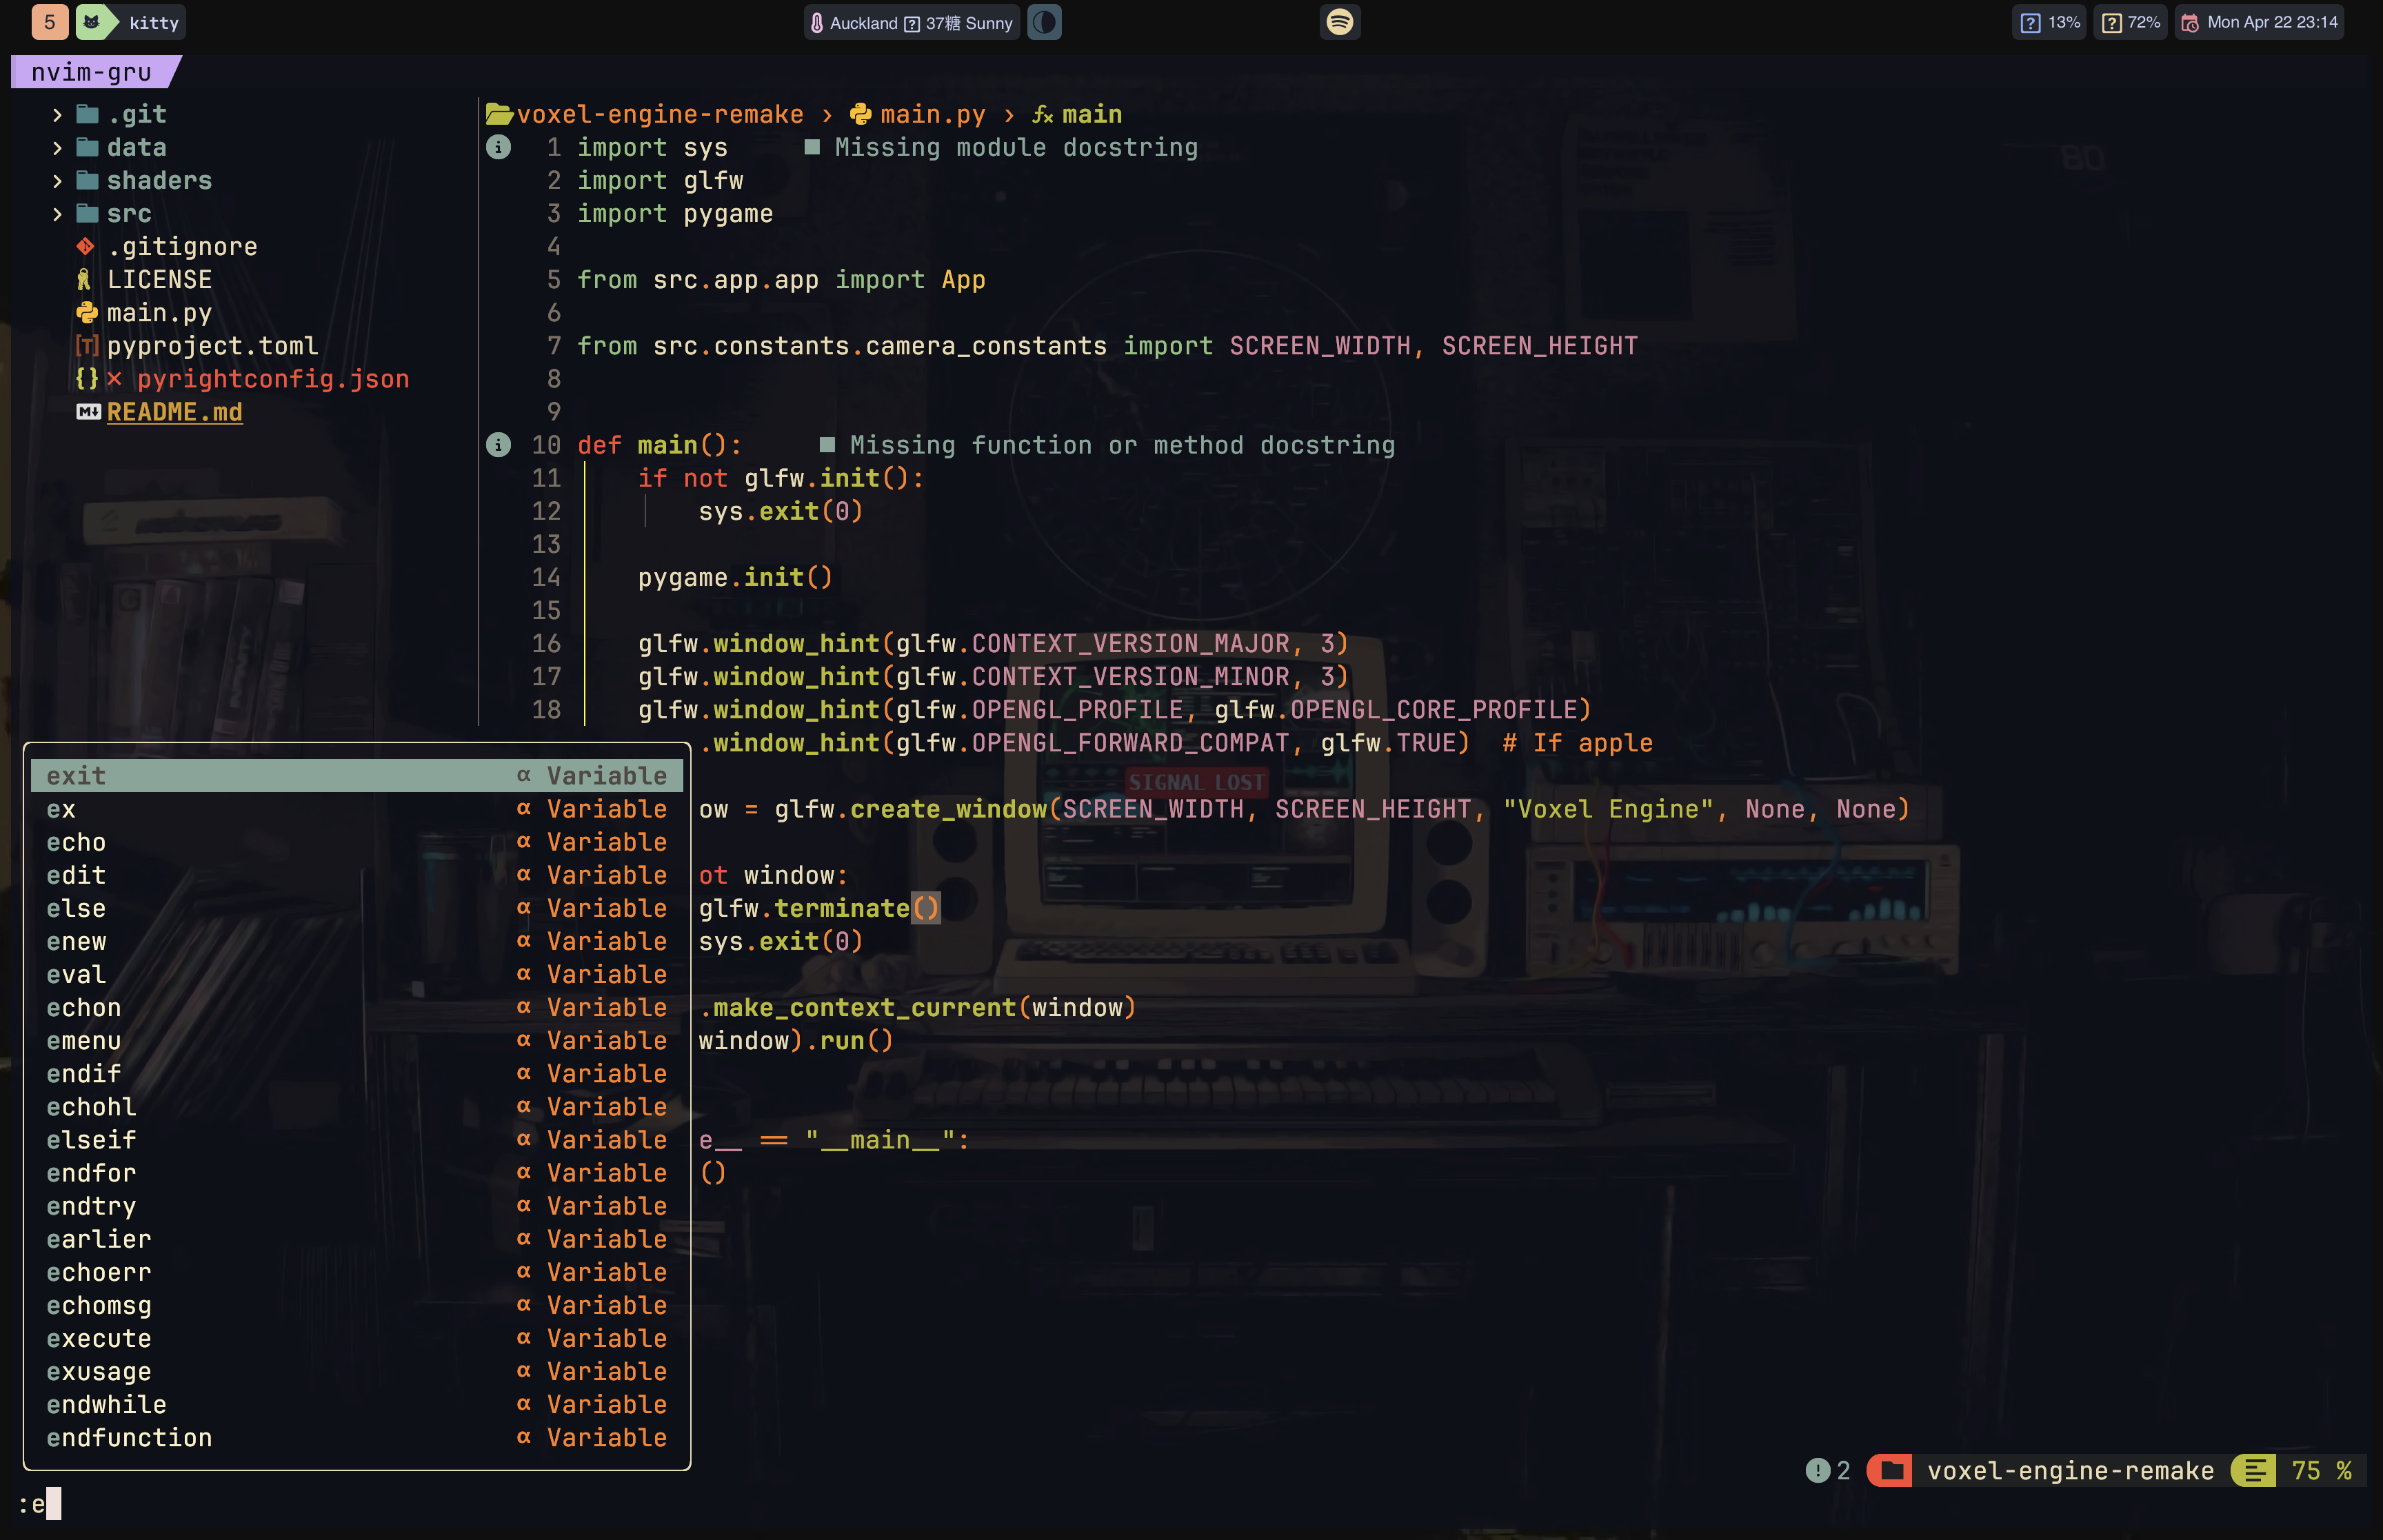 5 kitty Auckland ? 37糖 Sunny ? 13% ? 72% Mon Apr 22 23:14
nvim-gru
.git
data
shaders
src
.gitignore
LICENSE
main.py
[T] pyproject.toml
{} × pyrightconfig.json
README.md
voxel-engine-remake › main.py › fx main
1 import sys ■ Missing module docstring
2 import glfw
3 import pygame
4
5 from src.app.app import App
6
7 from src.constants.camera_constants import SCREEN_WIDTH, SCREEN_HEIGHT
8
9
10 def main(): ■ Missing function or method docstring
11 if not glfw.init():
12 sys.exit(0)
13
14 pygame.init()
15
16 glfw.window_hint(glfw.CONTEXT_VERSION_MAJOR, 3)
17 glfw.window_hint(glfw.CONTEXT_VERSION_MINOR, 3)
18 glfw.window_hint(glfw.OPENGL_PROFILE, glfw.OPENGL_CORE_PROFILE)
.window_hint(glfw.OPENGL_FORWARD_COMPAT, glfw.TRUE) # If apple
SIGNAL LOST
ow = glfw.create_window(SCREEN_WIDTH, SCREEN_HEIGHT, "Voxel Engine", None, None)
ot window:
glfw.terminate()
sys.exit(0)
.make_context_current(window)
window).run()
e__ == "__main__":
()
exit α Variable
ex α Variable
echo α Variable
edit α Variable
else α Variable
enew α Variable
eval α Variable
echon α Variable
emenu α Variable
endif α Variable
echohl α Variable
elseif α Variable
endfor α Variable
endtry α Variable
earlier α Variable
echoerr α Variable
echomsg α Variable
execute α Variable
exusage α Variable
endwhile α Variable
endfunction α Variable
2 voxel-engine-remake 75 %
:e